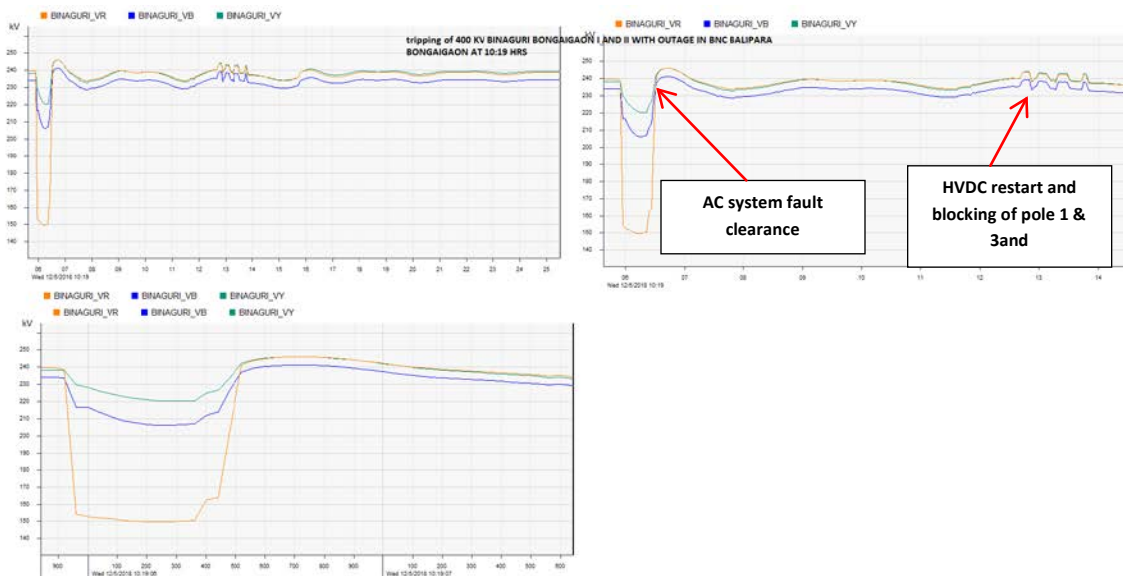 BINAGURI_VR BINAGURI_VB BINAGURI_VY
kV
tripping of 400 KV BINAGURI BONGAIGAON I AND II WITH OUTAGE IN BNC BALIPARA
BONGAIGAON AT 10:19 HRS
240
230
220
210
200
190
180
170
160
150
140
06 07 08 09 10 11 12 13 14 15 16 17 18 19 20 21 22 23 24 25
Wed 12/5/2018 10:19
BINAGURI_VR BINAGURI_VB BINAGURI_VY
kV
240
230
220
210
200
190
180
170
160
150
140
AC system fault
clearance
HVDC restart and
blocking of pole 1 &
3and
06 07 08 09 10 11 12 13 14
Wed 12/5/2018 10:19
BINAGURI_VR BINAGURI_VB BINAGURI_VY
BINAGURI_VR BINAGURI_VB BINAGURI_VY
kV
250
240
230
220
210
200
190
180
170
160
150
140
900 100 200 300 400 500 600 700 800 900 100 200 300 400 500 600
Wed 12/5/2018 10:19:06 Wed 12/5/2018 10:19:07